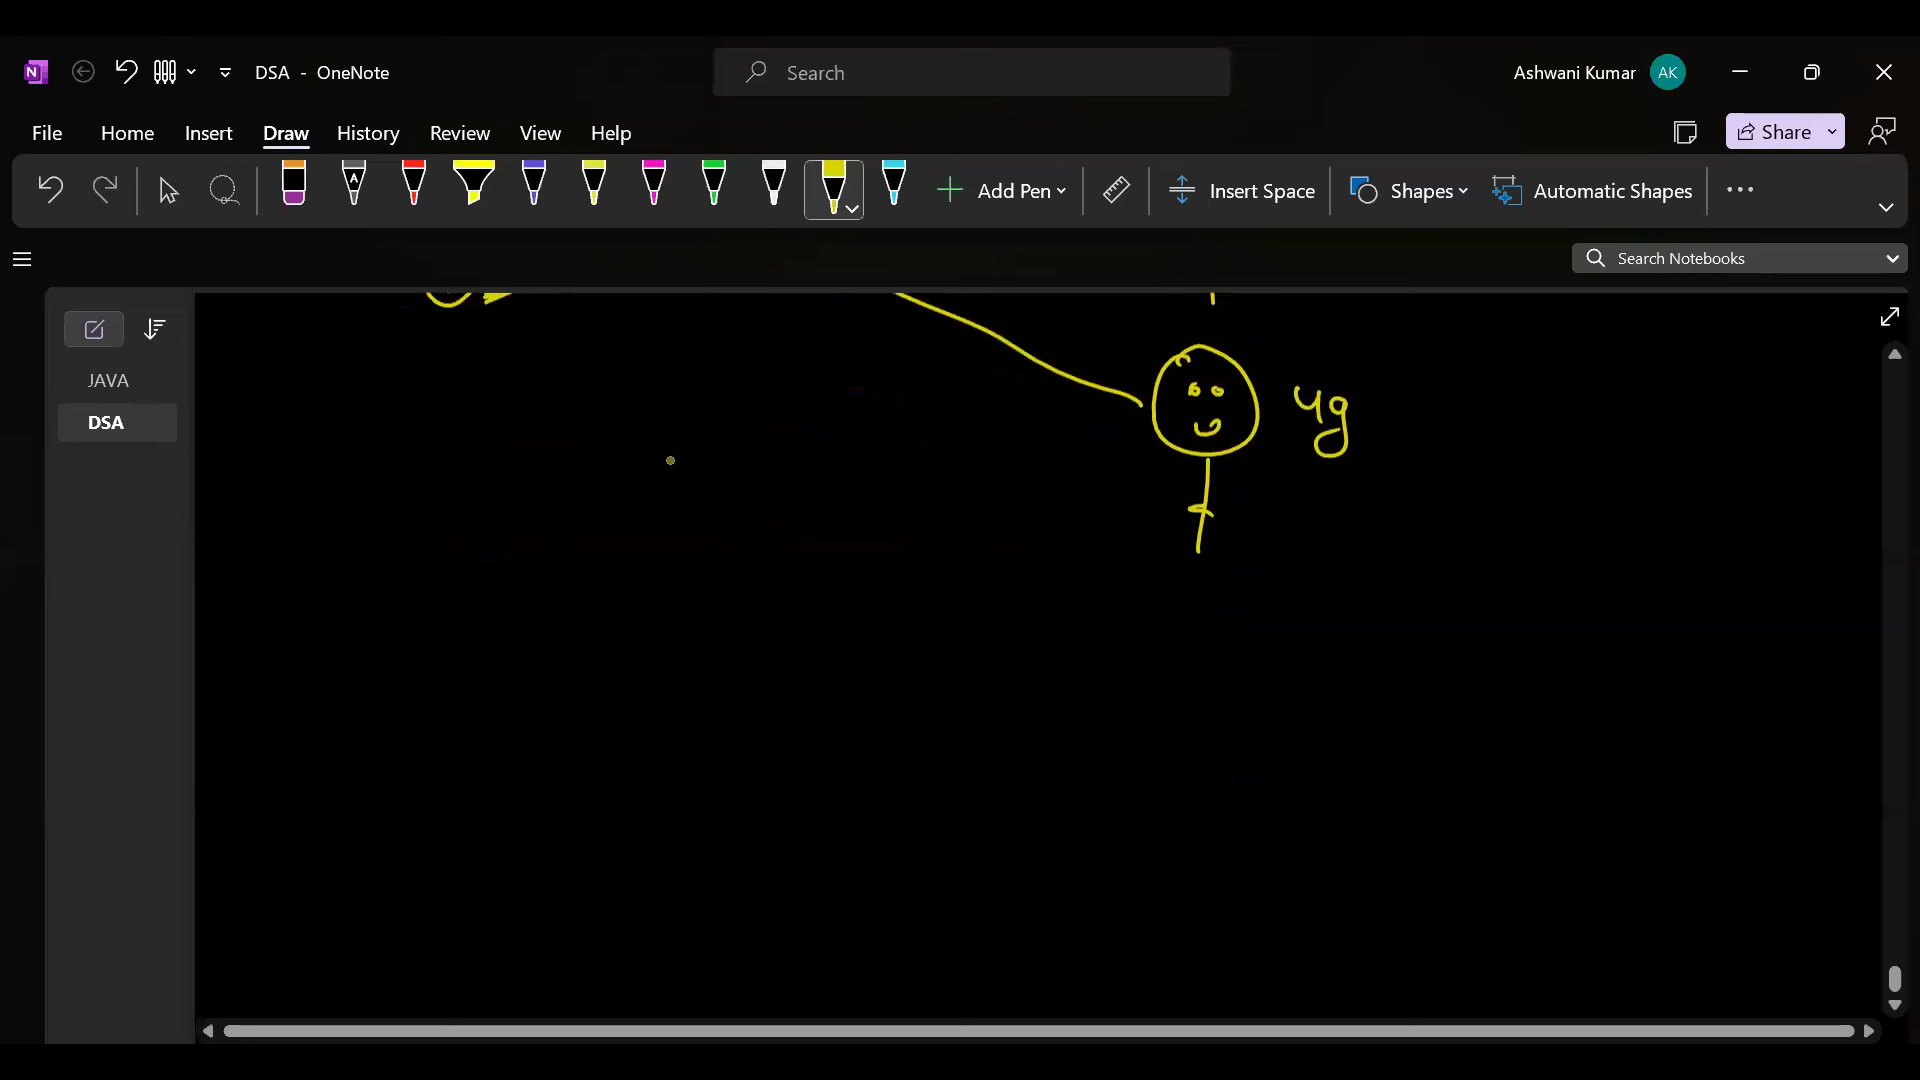 DSA - OneNote
Search
Ashwani Kumar AK
File Home Insert Draw History Review View Help
Share
A
Add Pen
Insert Space
Shapes
Automatic Shapes
Search Notebooks
JAVA
DSA